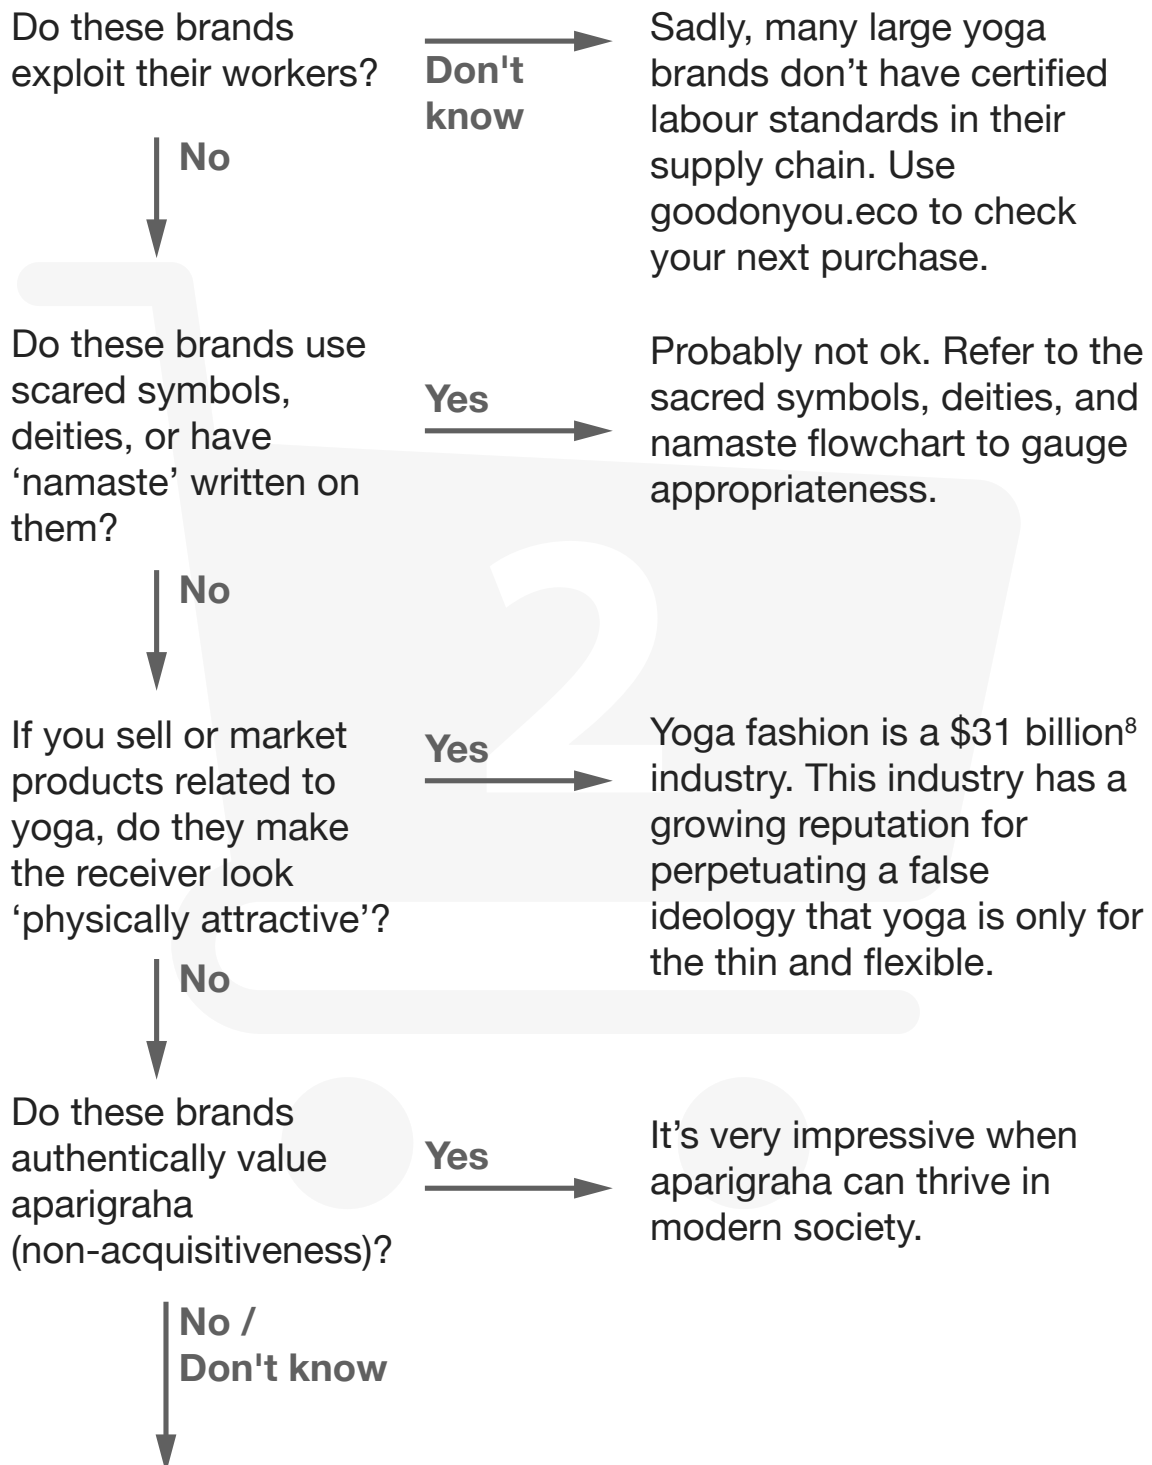 Do these brands
exploit their workers?
Don't
know
Sadly, many large yoga
brands don’t have certified
labour standards in their
supply chain. Use
goodonyou.eco to check
your next purchase.
No
Do these brands use
scared symbols,
deities, or have
‘namaste’ written on
them?
Yes
Probably not ok. Refer to the
sacred symbols, deities, and
namaste flowchart to gauge
appropriateness.
2
No
If you sell or market
products related to
yoga, do they make
the receiver look
‘physically attractive’?
Yes
Yoga fashion is a $31 billion⁸
industry. This industry has a
growing reputation for
perpetuating a false
ideology that yoga is only for
the thin and flexible.
No
Do these brands
authentically value
aparigraha
(non-acquisitiveness)?
Yes
It’s very impressive when
aparigraha can thrive in
modern society.
No /
Don't know